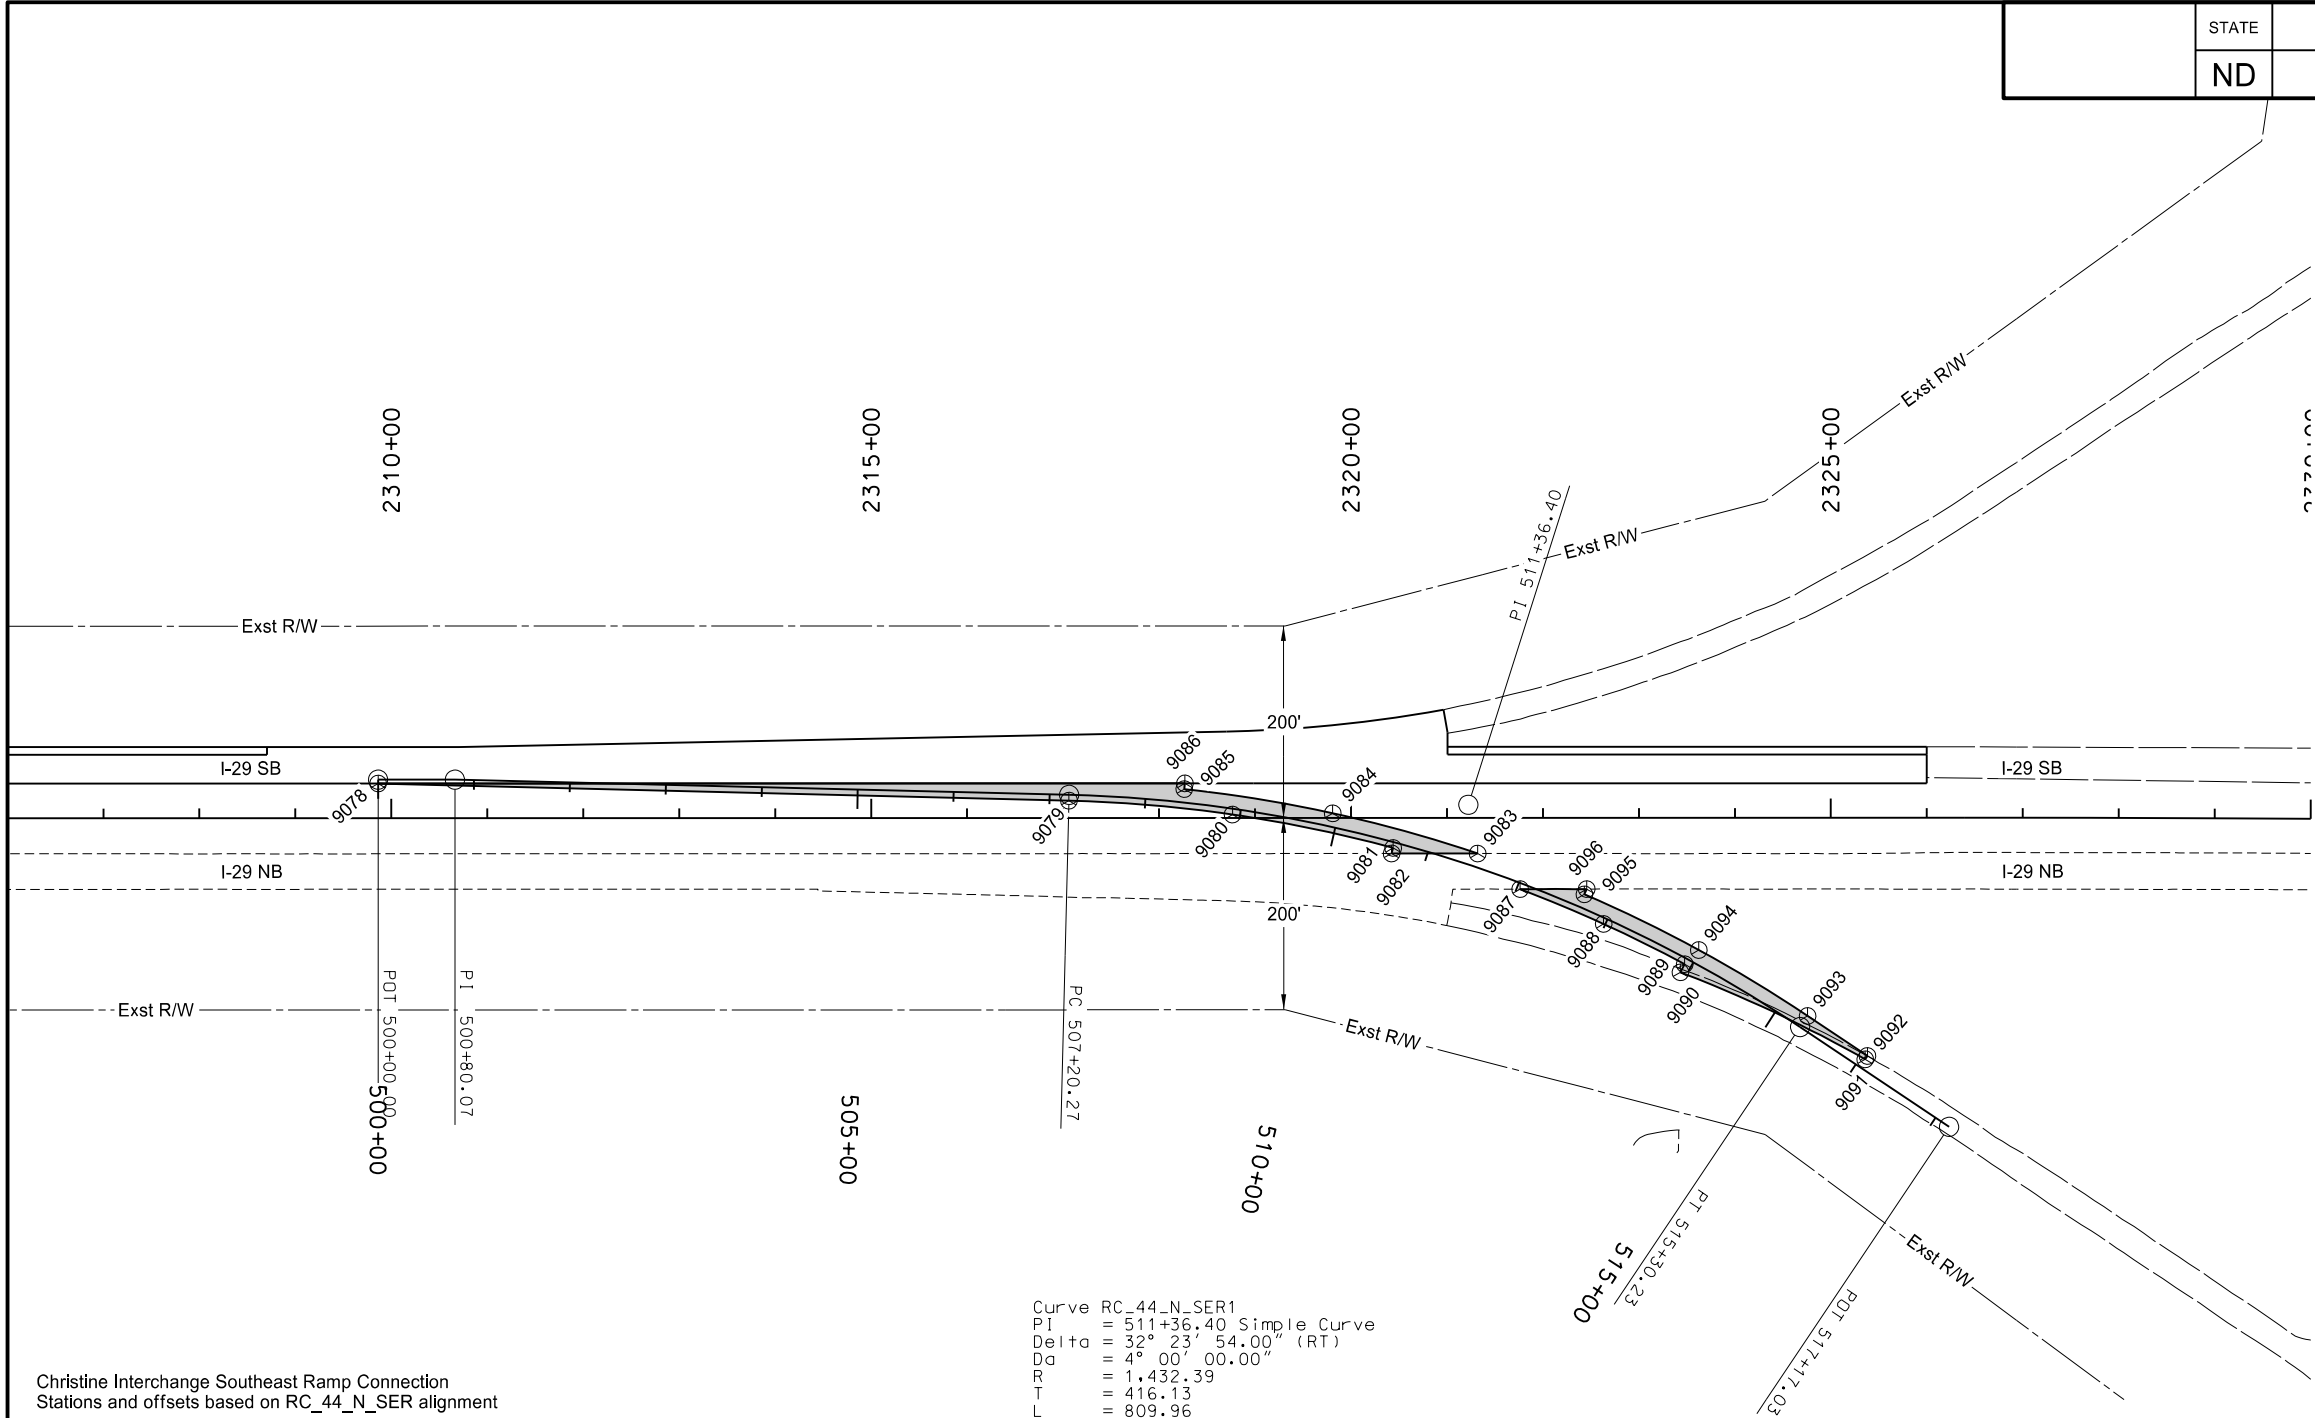 STATE
ND
2310+00
2315+00
2320+00
2325+00
PI 511+36.40
Exst R/W
Exst R/W
Exst R/W
200'
I-29 SB
I-29 SB
9086
9085
9084
9083
9078
9079
9080
9081
9082
I-29 NB
I-29 NB
9096
9095
9094
9093
9092
9087
9088
9089
9090
9091
200'
Exst R/W
Exst R/W
Exst R/W
POT 500+00.00
PI 500+80.07
PC 507+20.27
PT 515+30.23
POT 517+17.03
500+00
505+00
510+00
515+00
Curve RC_44_N_SER1
PI = 511+36.40 Simple Curve
Delta = 32° 23' 54.00" (RT)
Da = 4° 00' 00.00"
R = 1,432.39
T = 416.13
L = 809.96
Christine Interchange Southeast Ramp Connection
Stations and offsets based on RC_44_N_SER alignment